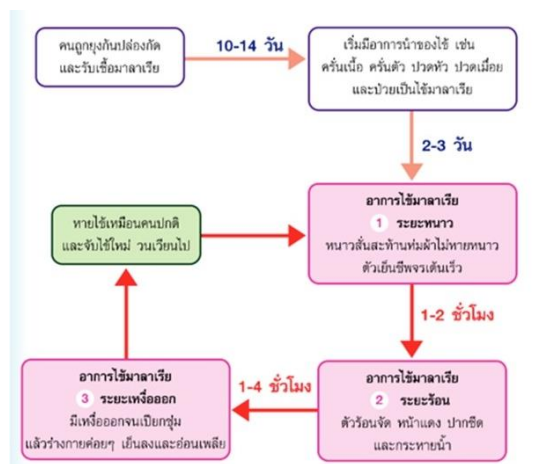 คนถูกยุงก้นปล่องกัด
และรับเชื้อมาลาเรีย
10-14 วัน
เริ่มมีอาการนำของไข้ เช่น
ครั่นเนื้อ ครั่นตัว ปวดหัว ปวดเมื่อย
และป่วยเป็นไข้มาลาเรีย
2-3 วัน
อาการไข้มาลาเรีย
1 ระยะหนาว
หนาวสั่นสะท้านห่มผ้าไม่หายหนาว
ตัวเย็นชีพจรเต้นเร็ว
1-2 ชั่วโมง
อาการไข้มาลาเรีย
2 ระยะร้อน
ตัวร้อนจัด หน้าแดง ปากซีด
และกระหายน้ำ
1-4 ชั่วโมง
อาการไข้มาลาเรีย
3 ระยะเหงื่อออก
มีเหงื่อออกจนเปียกชุ่ม
แล้วร่างกายค่อยๆ เย็นลงและอ่อนเพลีย
หายไข้เหมือนคนปกติ
และจับไข้ใหม่ วนเวียนไป